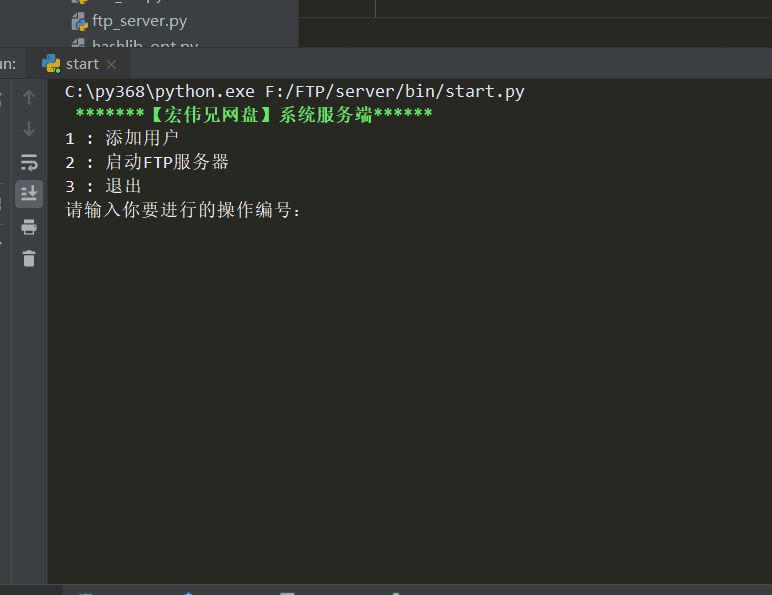 ftp_server.py
hashlib_opt.py
un:
start
C:\py368\python.exe F:/FTP/server/bin/start.py
*******【宏伟兄网盘】系统服务端******
1 : 添加用户
2 : 启动FTP服务器
3 : 退出
请输入你要进行的操作编号: